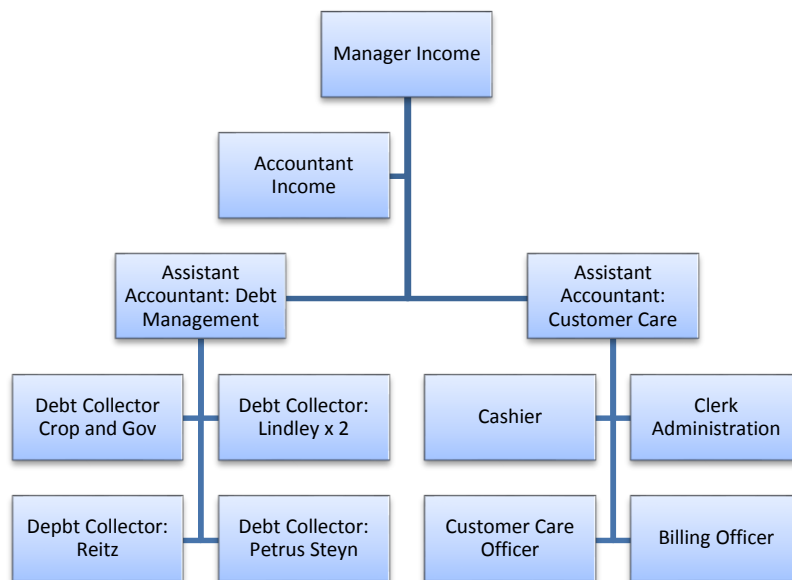 Manager Income
Accountant
Income
Assistant
Accountant: Debt
Management
Assistant
Accountant:
Customer Care
Debt Collector
Crop and Gov
Debt Collector:
Lindley x 2
Cashier
Clerk
Administration
Depbt Collector:
Reitz
Debt Collector:
Petrus Steyn
Customer Care
Officer
Billing Officer